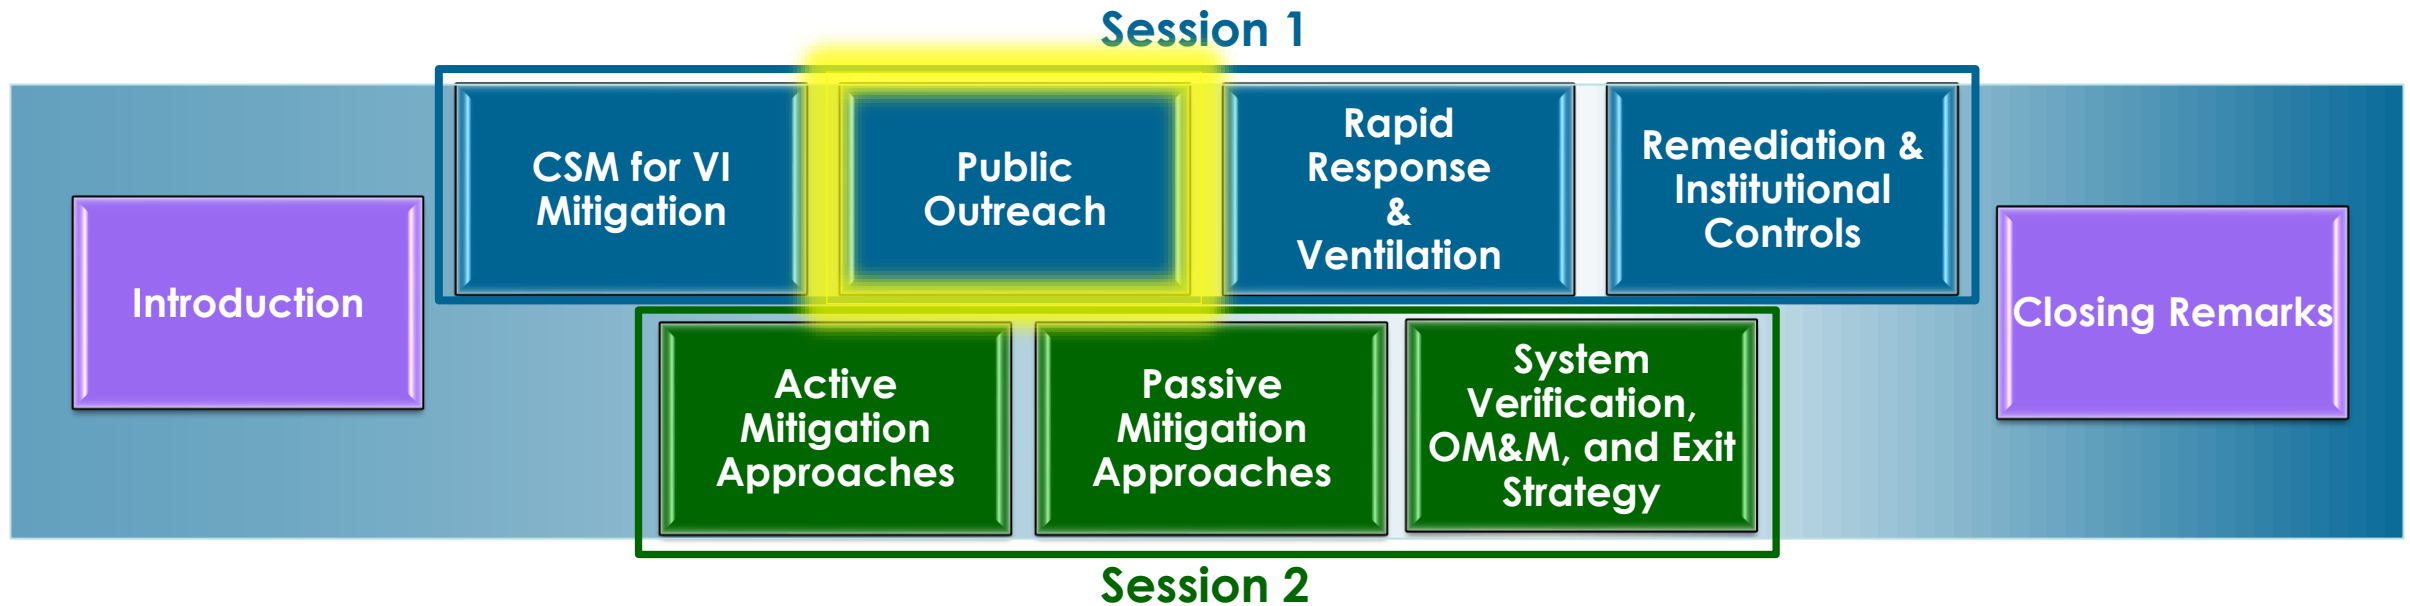 Session 1
CSM for VI
Mitigation
Public
Outreach
Rapid
Response
&
Ventilation
Remediation &
Institutional
Controls
Introduction
Closing Remarks
Active
Mitigation
Approaches
Passive
Mitigation
Approaches
System
Verification,
OM&M, and Exit
Strategy
Session 2